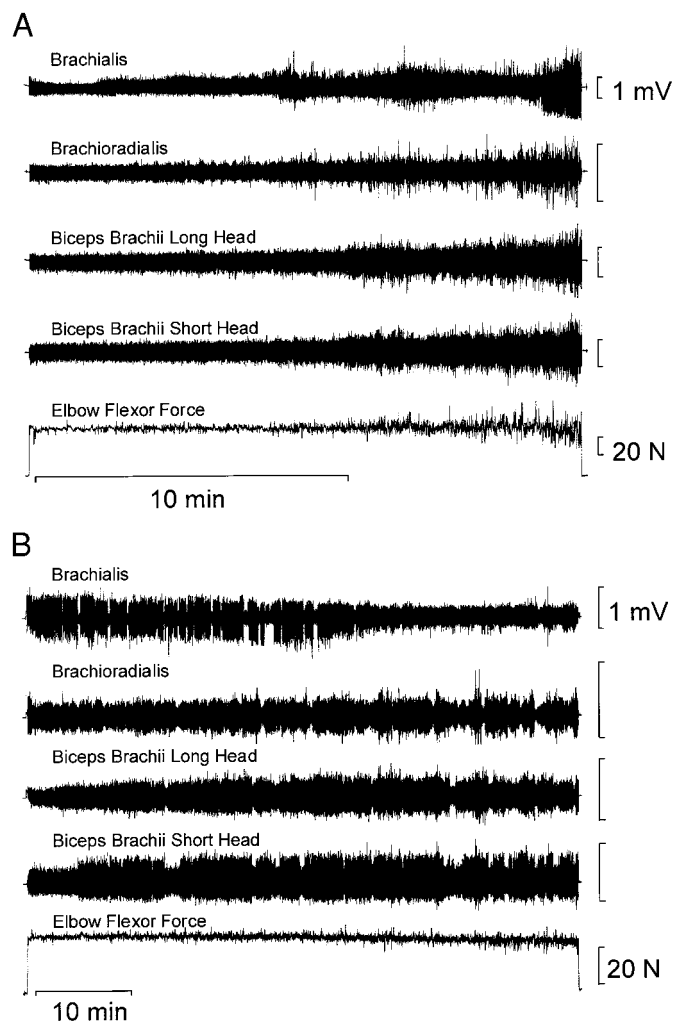 A
Brachialis
1 mV
Brachioradialis
Biceps Brachii Long Head
Biceps Brachii Short Head
Elbow Flexor Force
20 N
10 min
B
Brachialis
1 mV
Brachioradialis
Biceps Brachii Long Head
Biceps Brachii Short Head
Elbow Flexor Force
20 N
10 min